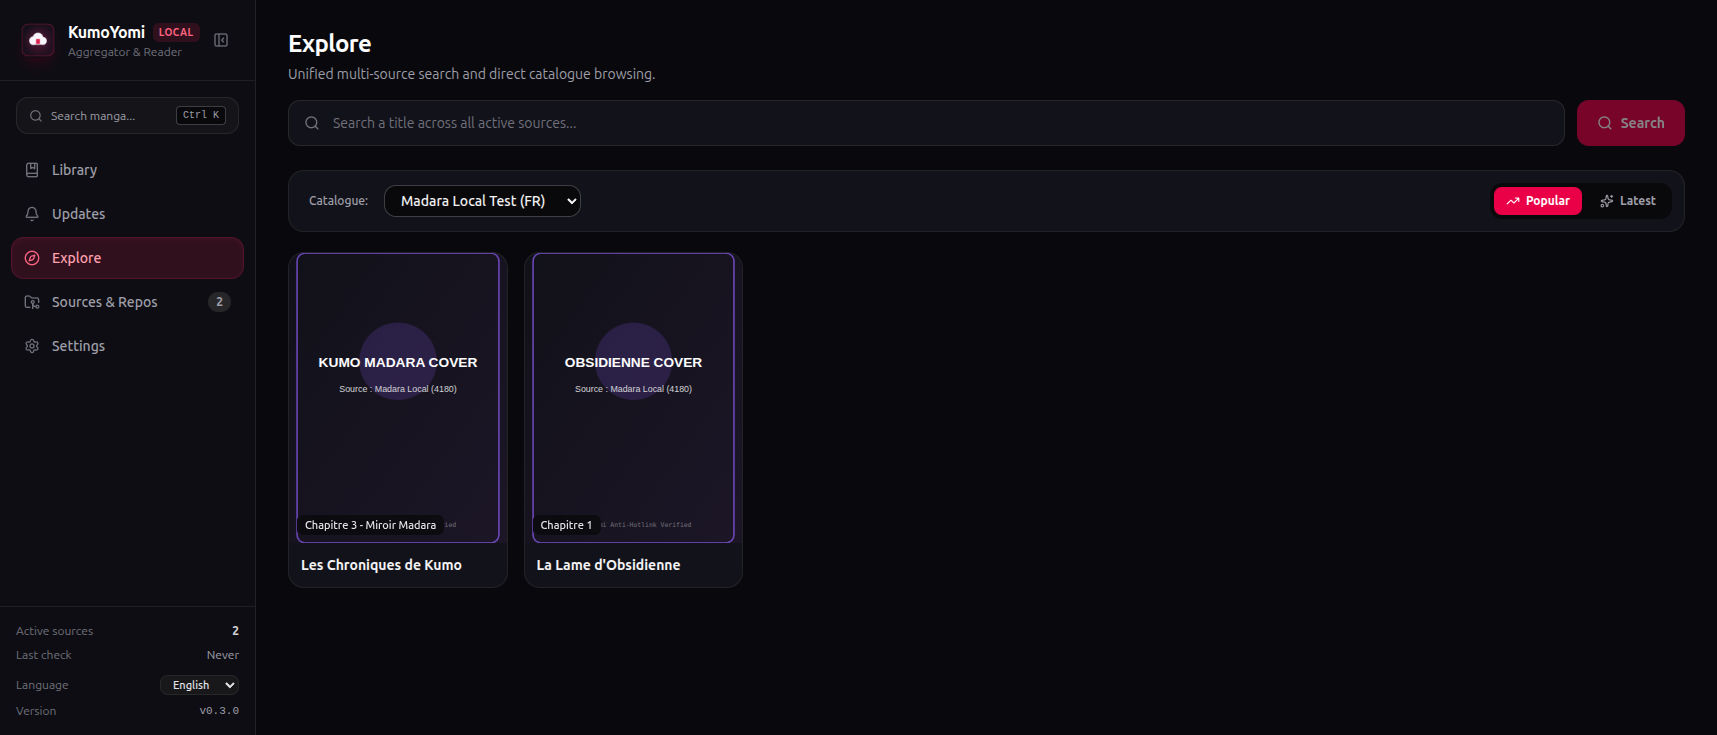 KumoYomi LOCAL
Aggregator & Reader
Search manga... Ctrl K
Library
Updates
Explore
Sources & Repos 2
Settings
Active sources 2
Last check Never
Language English
Version v0.3.0
Explore
Unified multi-source search and direct catalogue browsing.
Search a title across all active sources...
Search
Catalogue: Madara Local Test (FR)
Popular
Latest
KUMO MADARA COVER
Source : Madara Local (4180)
Chapitre 3 - Miroir Madara
Les Chroniques de Kumo
OBSIDIENNE COVER
Source : Madara Local (4180)
Chapitre 1
Anti-Hotlink Verified
La Lame d'Obsidienne